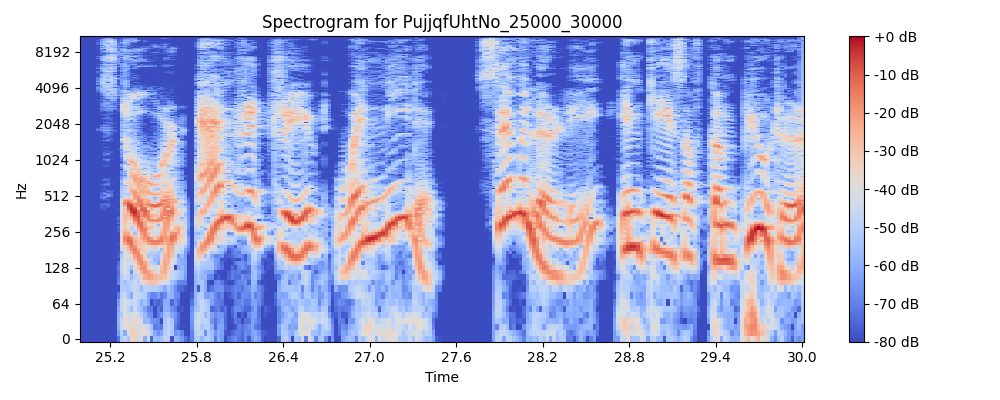 Spectrogram for PujjqfUhtNo_25000_30000
8192
4096
2048
1024
512
256
128
64
0
Hz
25.2 25.8 26.4 27.0 27.6 28.2 28.8 29.4 30.0
Time
+0 dB
-10 dB
-20 dB
-30 dB
-40 dB
-50 dB
-60 dB
-70 dB
-80 dB